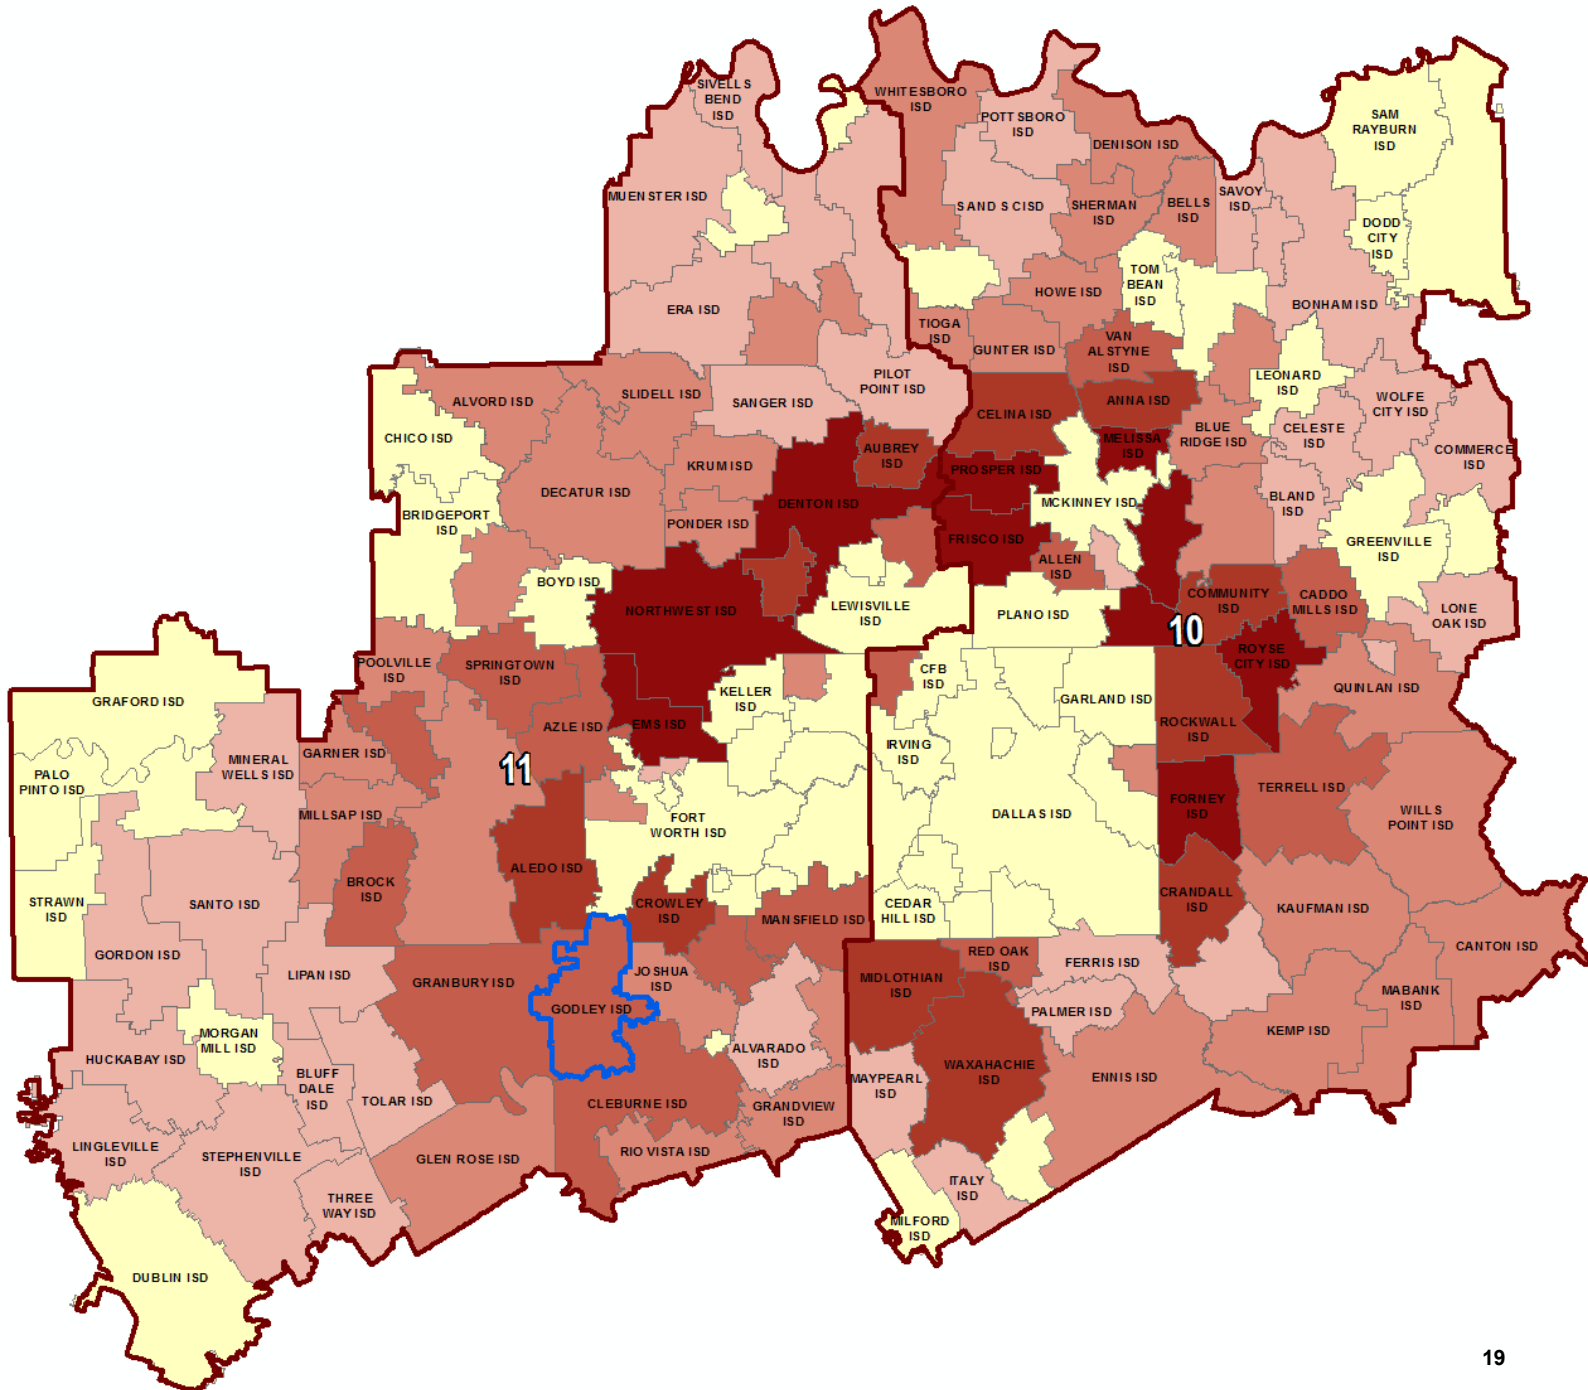 SIVELLS
BEND
ISD
WHITESBORO
ISD
POTTSBORO
ISD
DENISON ISD
SAM
RAYBURN
ISD
MUENSTER ISD
S AND S CISD
SHERMAN
ISD
BELLS
ISD
SAVOY
ISD
DODD
CITY
ISD
ERA ISD
TIOGA
ISD
HOWE ISD
TOM
BEAN
ISD
BONHAM ISD
GUNTER ISD
VAN
ALSTYNE
ISD
LEONARD
ISD
ALVORD ISD
SLIDELL ISD
SANGER ISD
PILOT
POINT ISD
CELINA ISD
ANNA ISD
WOLFE
CITY ISD
CHICO ISD
KRUM ISD
AUBREY
ISD
MELISSA
ISD
BLUE
RIDGE ISD
CELESTE
ISD
COMMERCE
ISD
DECATUR ISD
PROSPER ISD
BRIDGEPORT
ISD
PONDER ISD
DENTON ISD
MCKINNEY ISD
BLAND
ISD
FRISCO ISD
GREENVILLE
ISD
ALLEN
ISD
BOYD ISD
NORTHWEST ISD
LEWISVILLE
ISD
PLANO ISD
COMMUNITY
ISD
CADDO
MILLS ISD
LONE
OAK ISD
10
POOLVILLE
ISD
SPRINGTOWN
ISD
CFB
ISD
ROYSE
CITY ISD
GRAFORD ISD
KELLER
ISD
GARLAND ISD
QUINLAN ISD
AZLE ISD
EMS ISD
ROCKWALL
ISD
GARNER ISD
IRVING
ISD
MINERAL
WELLS ISD
11
PALO
PINTO ISD
TERRELL ISD
FORNEY
ISD
WILLS
POINT ISD
MILLSAP ISD
FORT
WORTH ISD
DALLAS ISD
ALEDO ISD
BROCK
ISD
CRANDALL
ISD
STRAWN
ISD
SANTO ISD
CROWLEY
ISD
MANSFIELD ISD
CEDAR
HILL ISD
KAUFMAN ISD
GORDON ISD
CANTON ISD
LIPAN ISD
GRANBURY ISD
JOSHUA
ISD
RED OAK
ISD
FERRIS ISD
MIDLOTHIAN
ISD
MABANK
ISD
GODLEY ISD
PALMER ISD
KEMP ISD
MORGAN
MILL ISD
HUCKABAY ISD
ALVARADO
ISD
WAXAHACHIE
ISD
ENNIS ISD
BLUFF
DALE
ISD
MAYPEARL
ISD
TOLAR ISD
CLEBURNE ISD
GRANDVIEW
ISD
LINGLEVILLE
ISD
STEPHENVILLE
ISD
GLEN ROSE ISD
RIO VISTA ISD
THREE
WAY ISD
ITALY
ISD
MILFORD
ISD
DUBLIN ISD
19